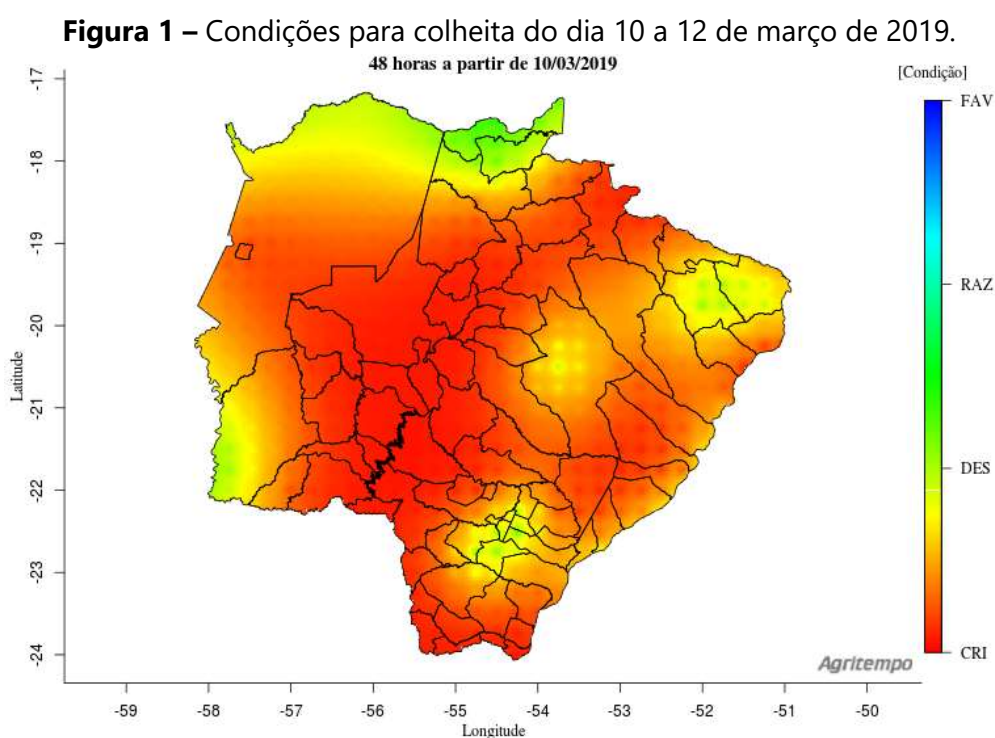 Figura 1 – Condições para colheita do dia 10 a 12 de março de 2019.
48 horas a partir de 10/03/2019
[Condição]
FAV
RAZ
DES
CRI
Latitude
-17
-18
-19
-20
-21
-22
-23
-24
Agritempo
-59 -58 -57 -56 -55 -54 -53 -52 -51 -50
Longitude